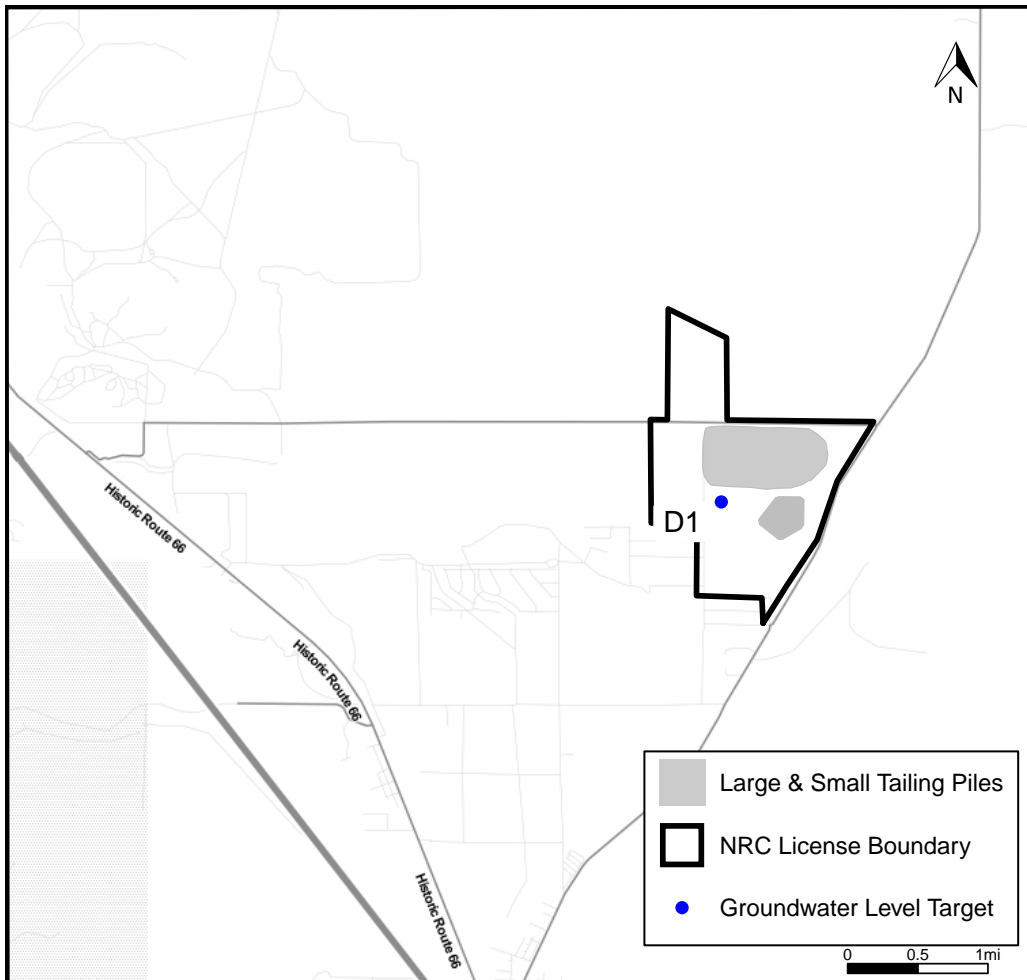 N
Historic Route 66
D1
Historic Route 66
Large & Small Tailing Piles
NRC License Boundary
Historic Route 66
Groundwater Level Target
0 0.5 1mi